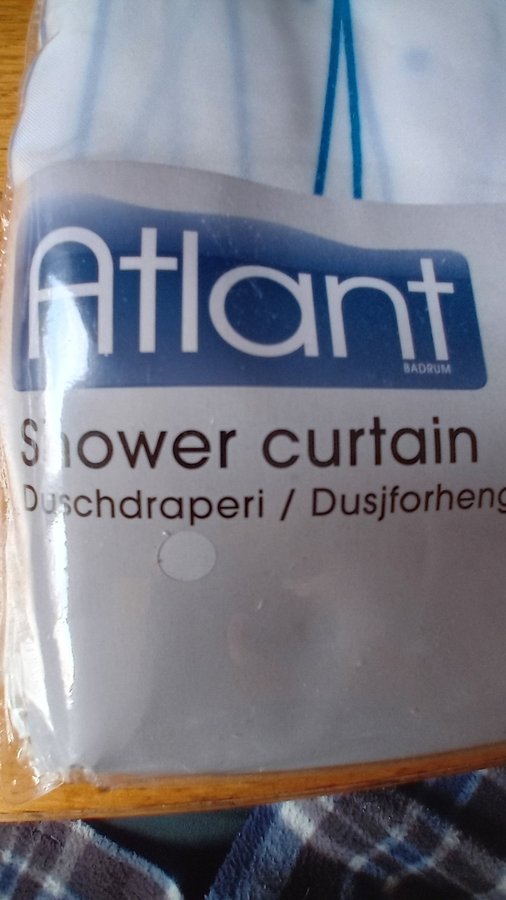 Atlant
BADRUM
Shower curtain
Duschdraperi / Dusjforheng